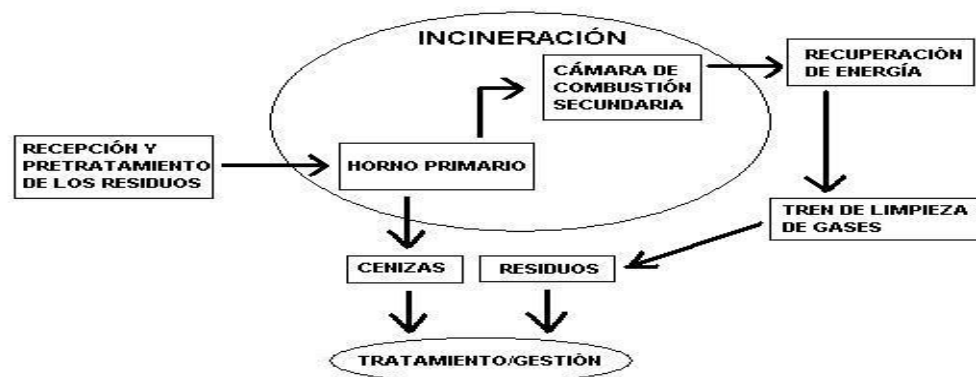 INCINERACIÓN
CÁMARA DE
COMBUSTIÓN
SECUNDARIA
RECUPERACIÓN
DE ENERGÍA
RECEPCIÓN Y
PRETRATAMIENTO
DE LOS RESIDUOS
HORNO PRIMARIO
TREN DE LIMPIEZA
DE GASES
CENIZAS
RESIDUOS
TRATAMIENTO/GESTIÓN